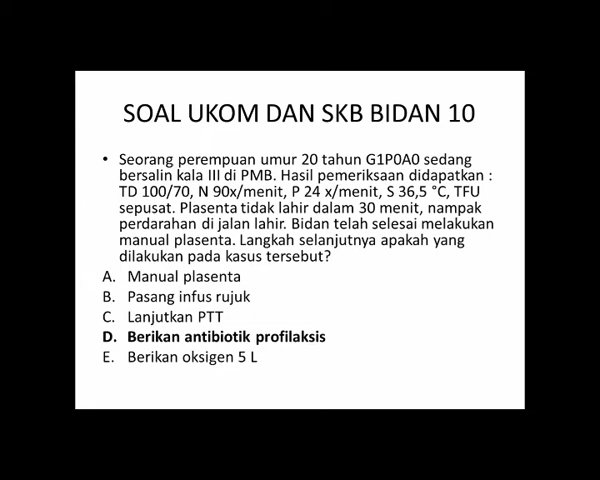 SOAL UKOM DAN SKB BIDAN 10
• Seorang perempuan umur 20 tahun G1P0A0 sedang
bersalin kala III di PMB. Hasil pemeriksaan didapatkan :
TD 100/70, N 90x/menit, P 24 x/menit, S 36,5 °C, TFU
sepusat. Plasenta tidak lahir dalam 30 menit, nampak
perdarahan di jalan lahir. Bidan telah selesai melakukan
manual plasenta. Langkah selanjutnya apakah yang
dilakukan pada kasus tersebut?
A. Manual plasenta
B. Pasang infus rujuk
C. Lanjutkan PTT
D. Berikan antibiotik profilaksis
E. Berikan oksigen 5 L